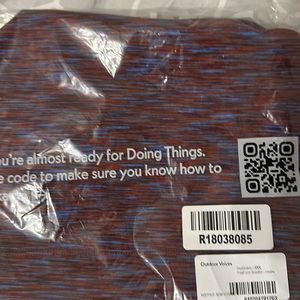 ou're almost ready for Doing Things.
e code to make sure you know how to
R18038085
Outdoor Voices